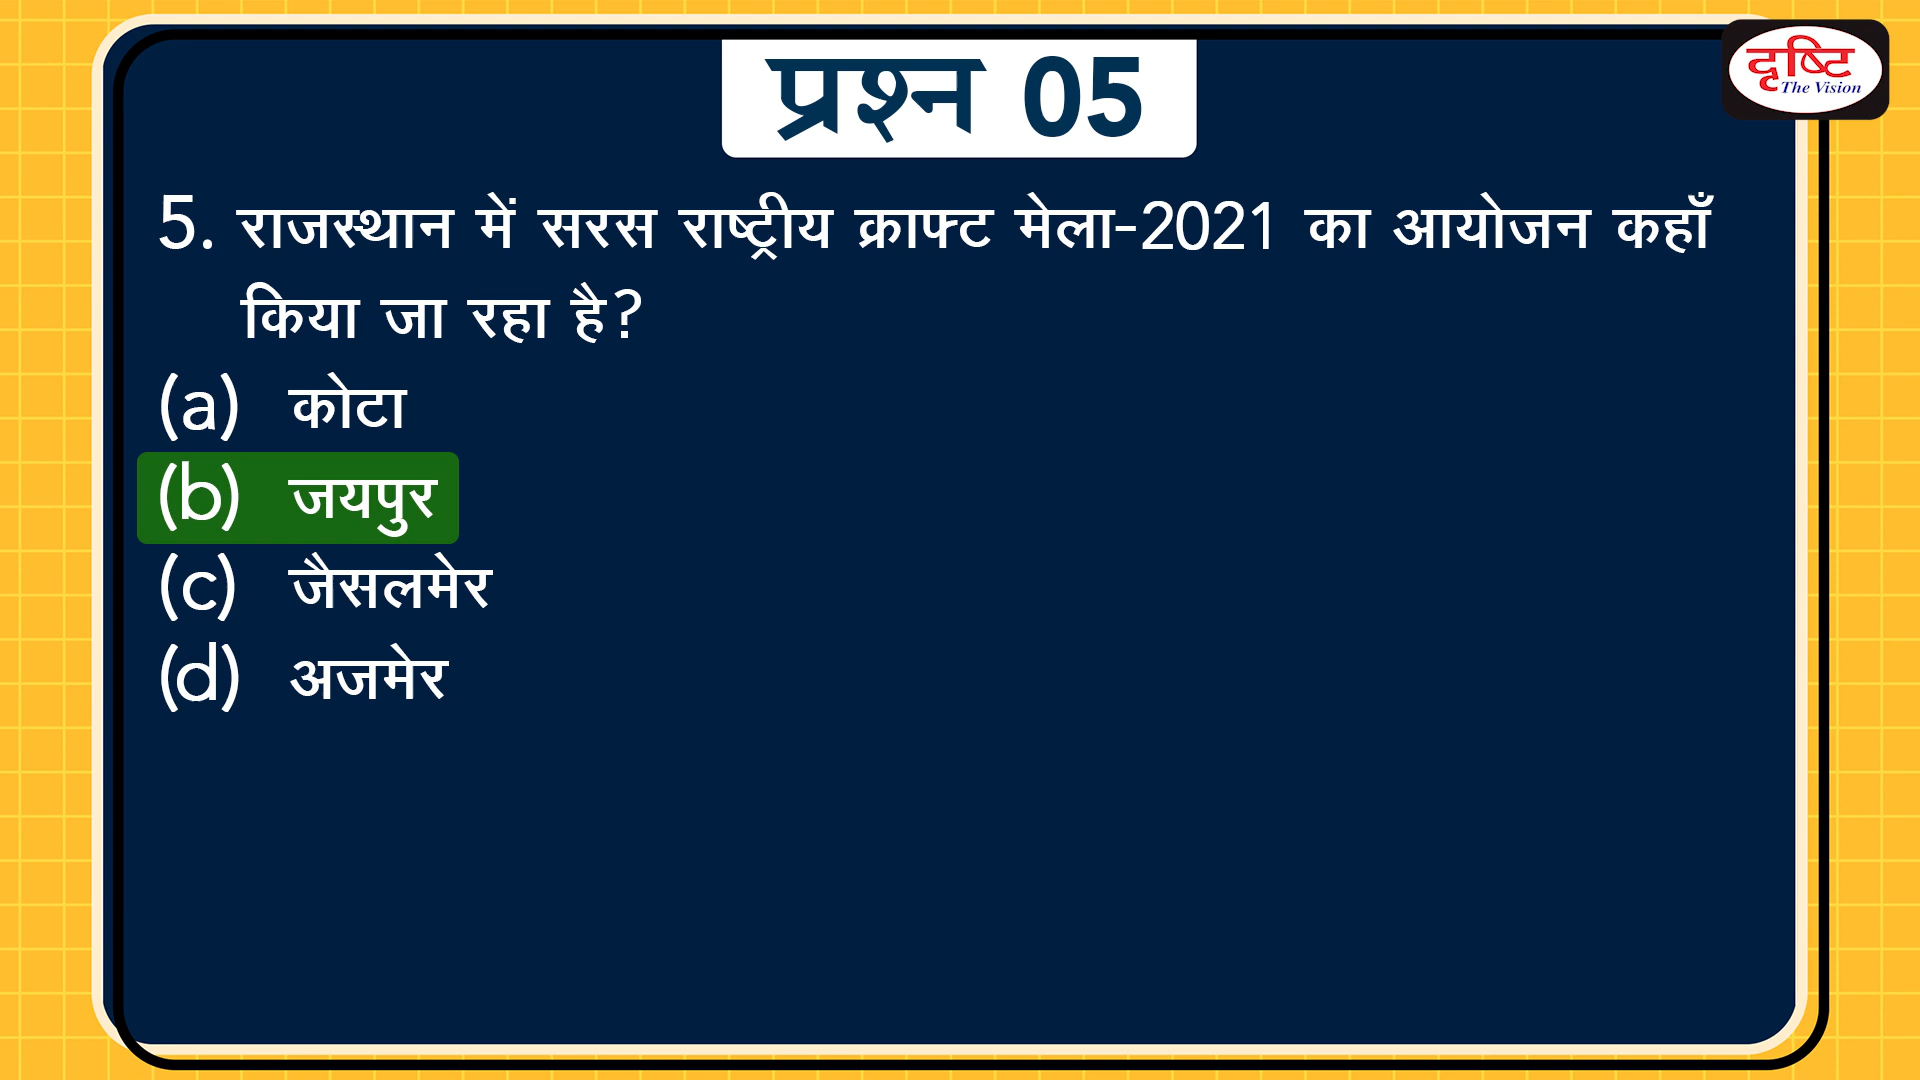 प्रश्न 05
दृष्टि
The Vision
5. राजस्थान में सरस राष्ट्रीय क्राफ्ट मेला-2021 का आयोजन कहाँ
किया जा रहा है?
(a) कोटा
(b) जयपुर
(c) जैसलमेर
(d) अजमेर